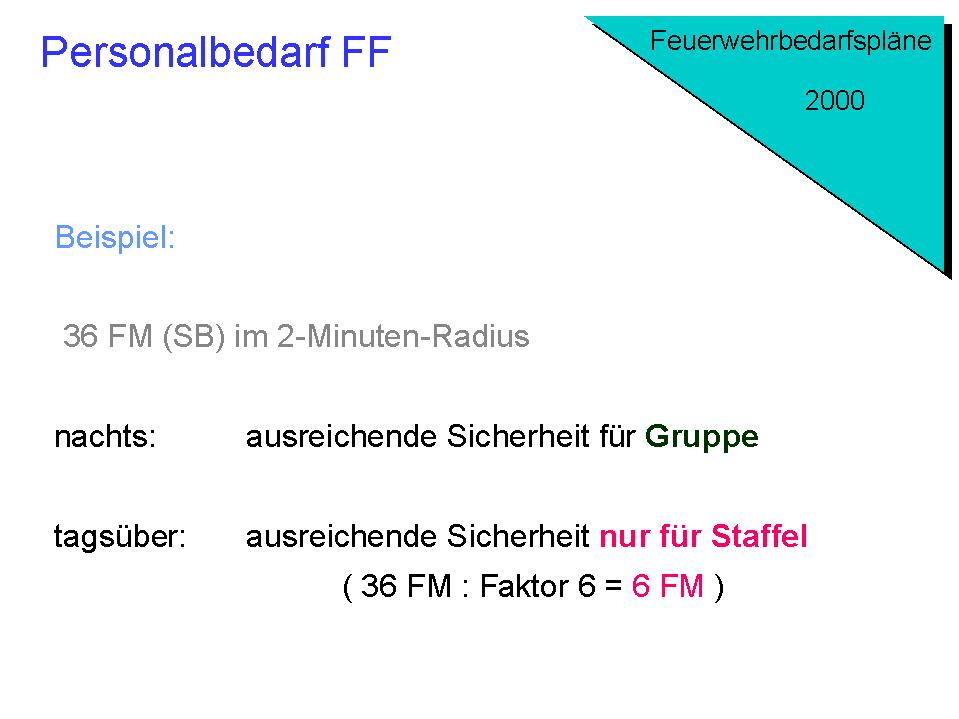 Personalbedarf FF
Feuerwehrbedarfspläne
2000
Beispiel:
36 FM (SB) im 2-Minuten-Radius
nachts: ausreichende Sicherheit für Gruppe
tagsüber: ausreichende Sicherheit nur für Staffel
( 36 FM : Faktor 6 = 6 FM )